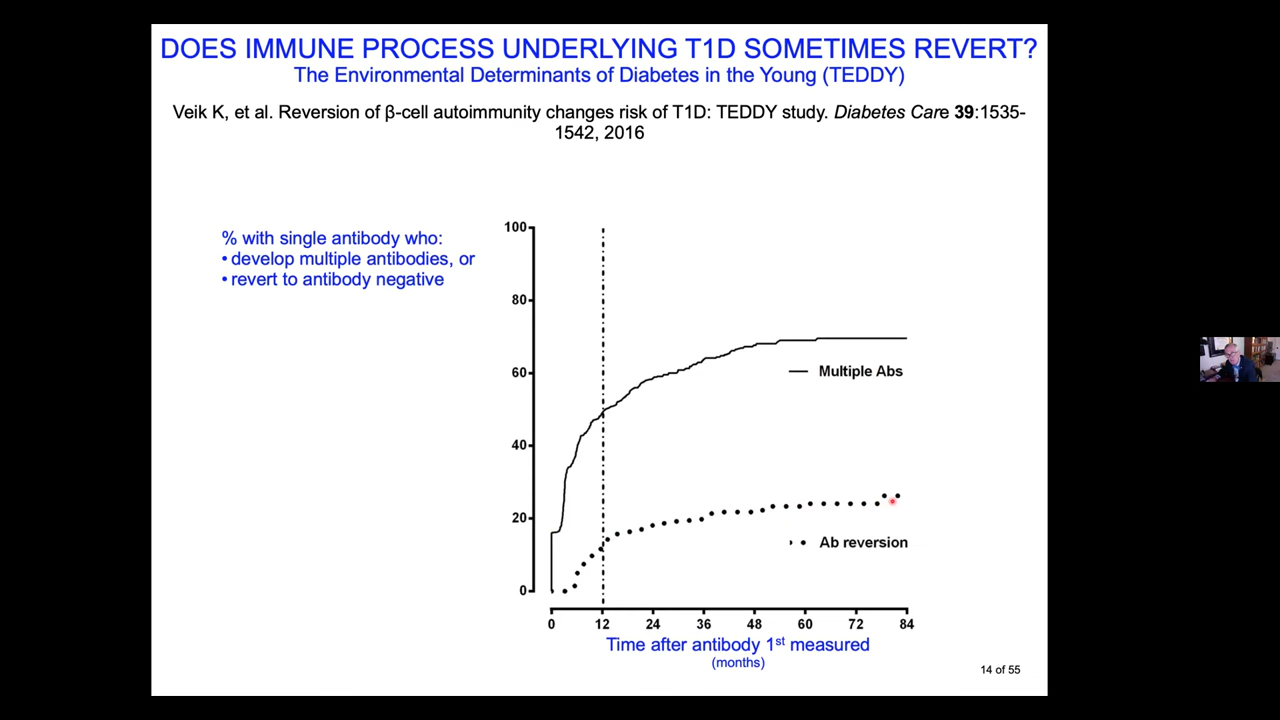 DOES IMMUNE PROCESS UNDERLYING T1D SOMETIMES REVERT?
The Environmental Determinants of Diabetes in the Young (TEDDY)
Veik K, et al. Reversion of β-cell autoimmunity changes risk of T1D: TEDDY study. Diabetes Care 39:1535-
1542, 2016
% with single antibody who:
• develop multiple antibodies, or
• revert to antibody negative
100
80
60
40
20
0
Multiple Abs
Ab reversion
0 12 24 36 48 60 72 84
Time after antibody 1st measured
(months)
14 of 55